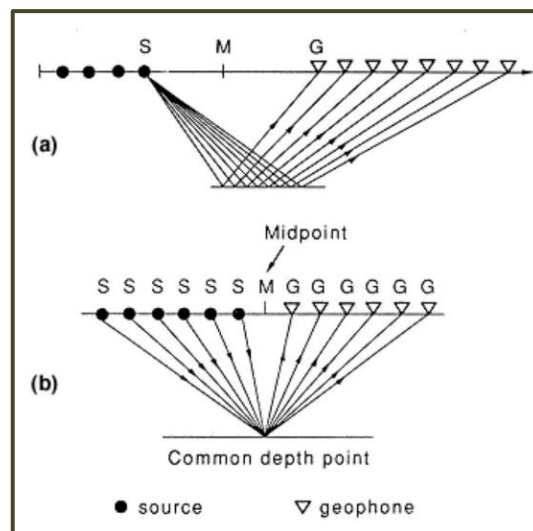 S M G
(a)
Midpoint
S S S S S S M G G G G G G
(b)
Common depth point
source geophone